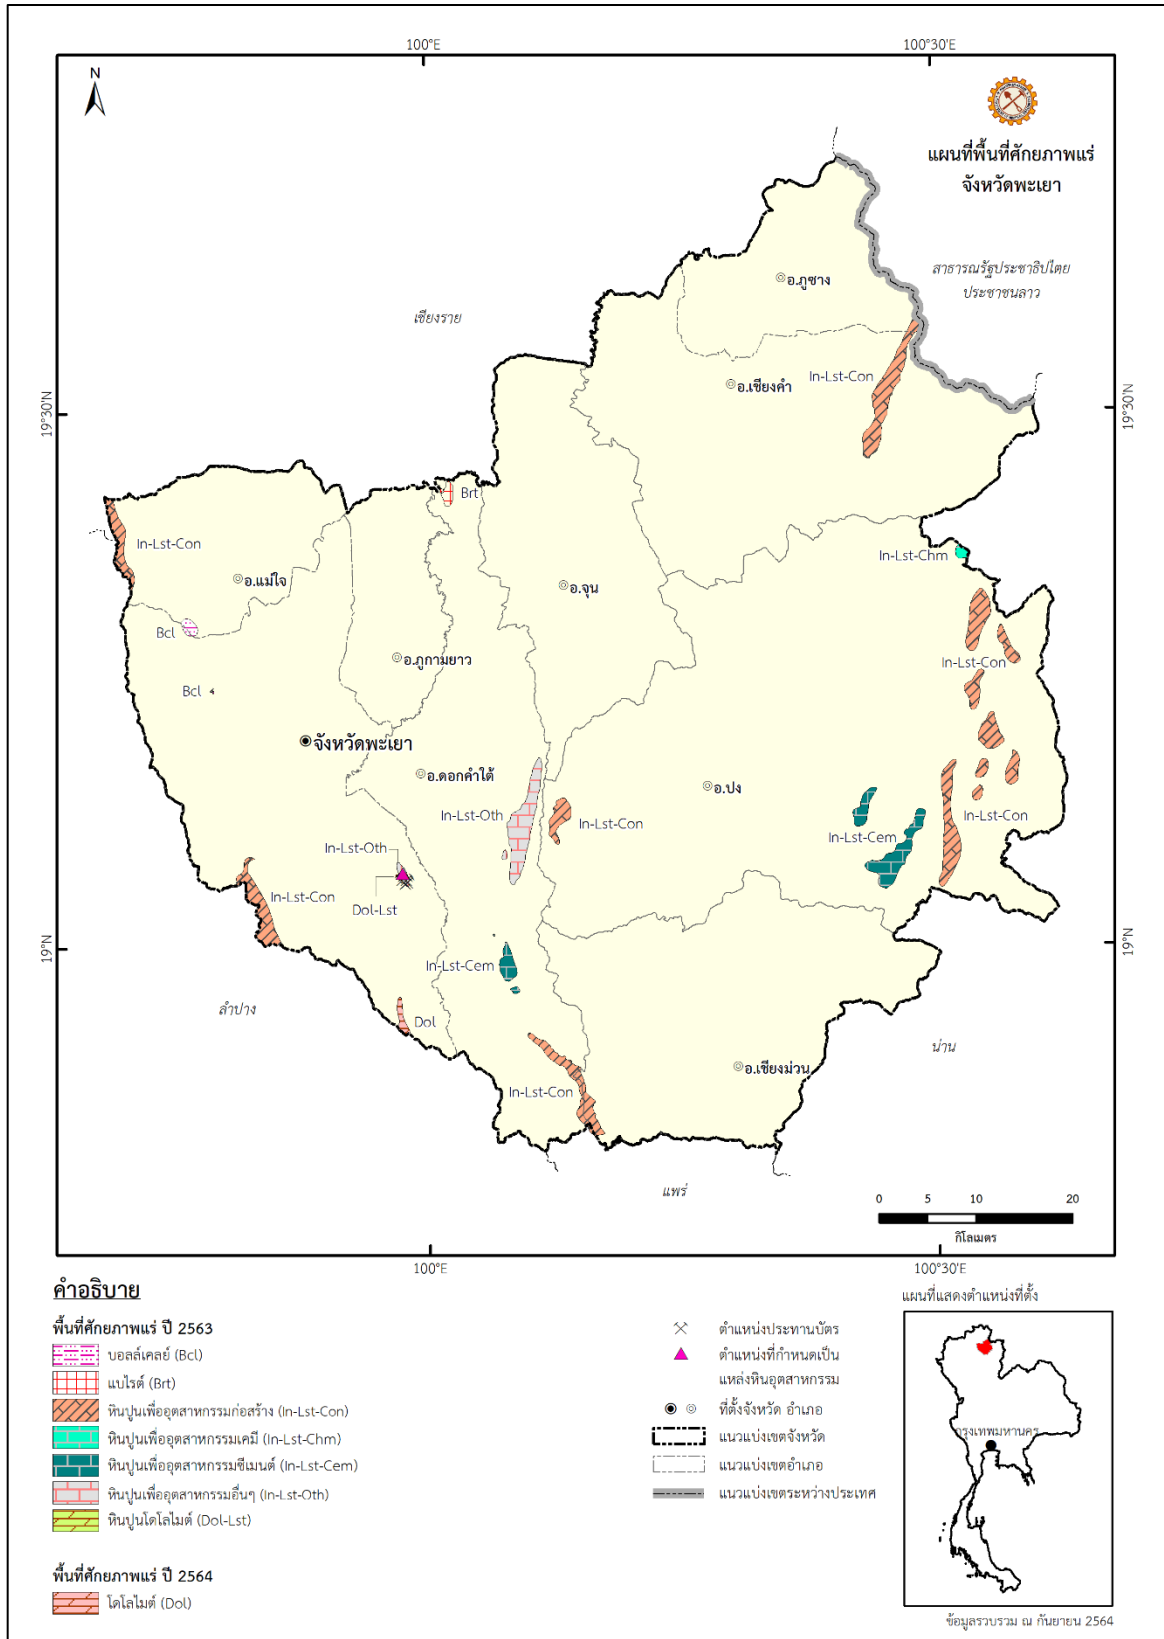 100°E
100°30'E
N
แผนที่พื้นที่ศักยภาพแร่
จังหวัดพะเยา
สาธารณรัฐประชาธิปไตย
ประชาชนลาว
อ.ภูซาง
เชียงราย
In-Lst-Con
อ.เชียงคำ
19°30'N
19°30'N
Brt
In-Lst-Con
In-Lst-Chm
อ.แม่ใจ
อ.จุน
Bcl
อ.ภูกามยาว
In-Lst-Con
Bcl
จังหวัดพะเยา
อ.ดอกคำใต้
อ.ปง
In-Lst-Oth
In-Lst-Con
In-Lst-Cem
In-Lst-Con
In-Lst-Oth
In-Lst-Con
Dol-Lst
19°N
19°N
In-Lst-Cem
ลำปาง
Dol
น่าน
อ.เชียงม่วน
In-Lst-Con
แพร่
0 5 10 20
กิโลเมตร
100°E
100°30'E
คำอธิบาย
พื้นที่ศักยภาพแร่ ปี 2563
บอลล์เคลย์ (Bcl)
แบไรต์ (Brt)
หินปูนเพื่ออุตสาหกรรมก่อสร้าง (In-Lst-Con)
หินปูนเพื่ออุตสาหกรรมเคมี (In-Lst-Chm)
หินปูนเพื่ออุตสาหกรรมซีเมนต์ (In-Lst-Cem)
หินปูนเพื่ออุตสาหกรรมอื่นๆ (In-Lst-Oth)
หินปูนโดโลไมต์ (Dol-Lst)
พื้นที่ศักยภาพแร่ ปี 2564
โดโลไมต์ (Dol)
ตำแหน่งประทานบัตร
ตำแหน่งที่กำหนดเป็น
แหล่งหินอุตสาหกรรม
ที่ตั้งจังหวัด อำเภอ
แนวแบ่งเขตจังหวัด
แนวแบ่งเขตอำเภอ
แนวแบ่งเขตระหว่างประเทศ
แผนที่แสดงตำแหน่งที่ตั้ง
กรุงเทพมหานคร
ข้อมูลรวบรวม ณ กันยายน 2564